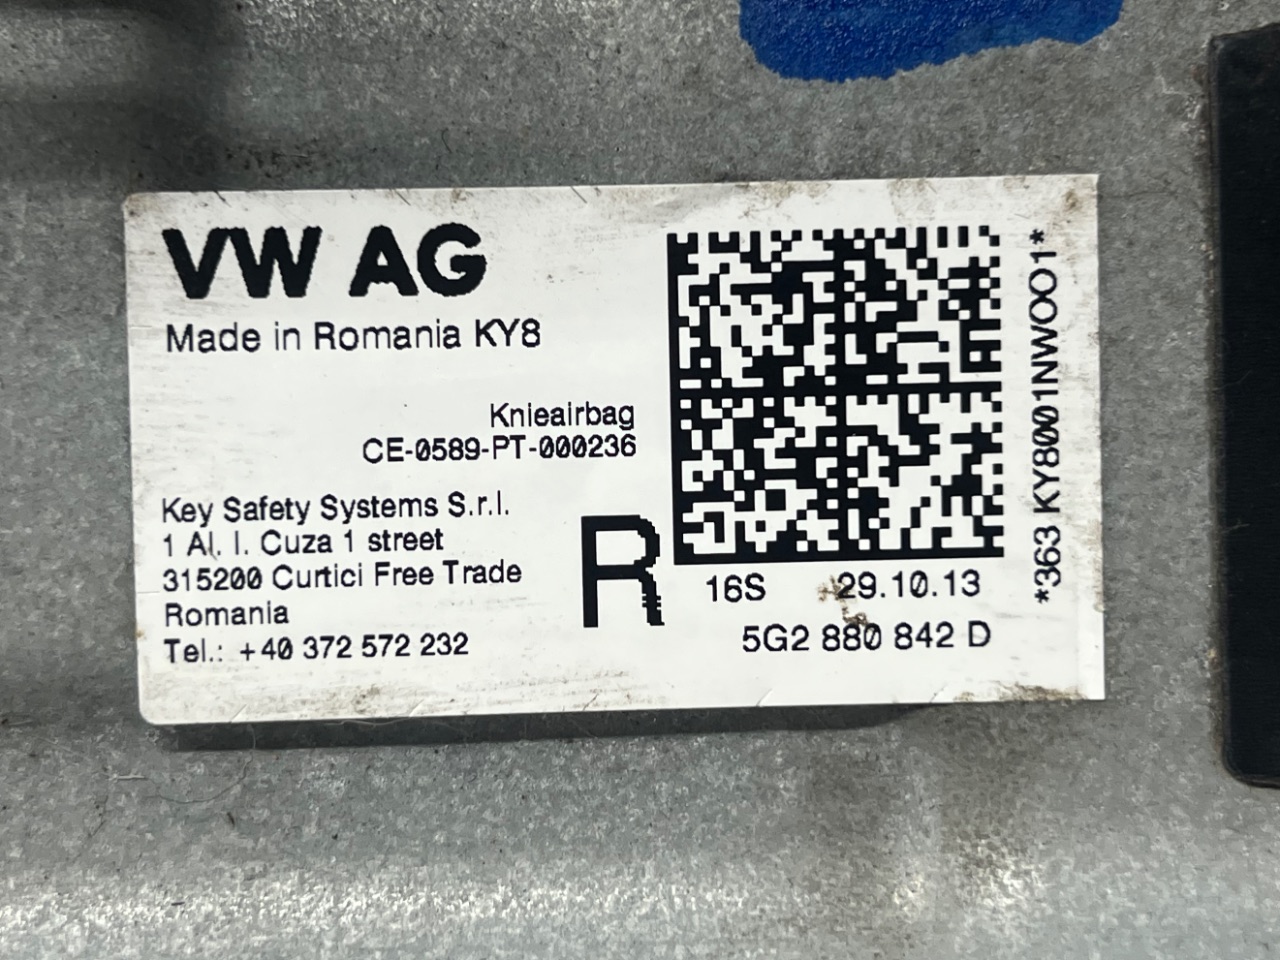 VW AG
Made in Romania KY8
Knieairbag
CE-0589-PT-000236
Key Safety Systems S.r.l.
1 Al. I. Cuza 1 street
315200 Curtici Free Trade
Romania
Tel.: +40 372 572 232
R
16S 29.10.13
5G2 880 842 D
*363 KY8001NWOO1*